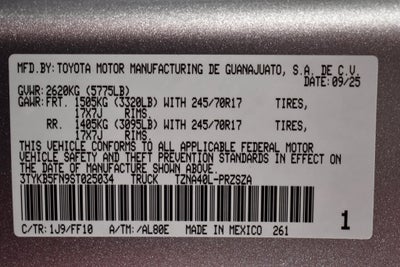 MFD.BY:TOYOTA MOTOR MANUFACTURING DE GUANAJUATO, S.A. DE C.V.
DATE 09/25
GVWR: 2620KG (5775LB)
GAWR: FRT. 1505KG (3320LB) WITH 245/70R17 TIRES,
17X7J RIMS.
RR. 1405KG (3095LB) WITH 245/70R17 TIRES,
17X7J RIMS.
THIS VEHICLE CONFORMS TO ALL APPLICABLE FEDERAL MOTOR
VEHICLE SAFETY AND THEFT PREVENTION STANDARDS IN EFFECT ON
THE DATE OF MANUFACTURE SHOWN ABOVE.
3TYKB5FN9ST025034 TRUCK TZNA40L-PRZSZA
1
C/TR: 1J9/FF10 A/TM: /AL80E MADE IN MEXICO 261